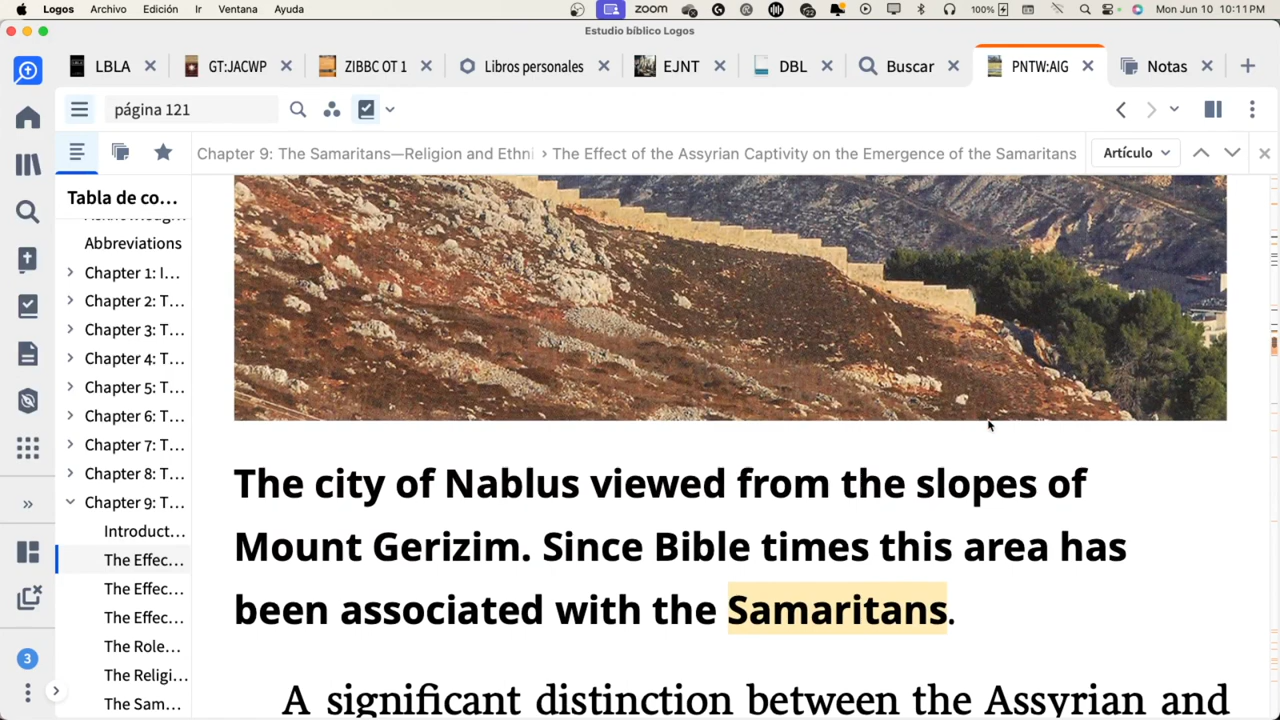 Logos Archivo Edición Ir Ventana Ayuda zoom 100% Mon Jun 10 10:11 PM
Estudio bíblico Logos
LBLA GT:JACWP ZIBBC OT 1 Libros personales EJNT DBL Buscar PNTW:AIG Notas
página 121
Chapter 9: The Samaritans—Religion and Ethni › The Effect of the Assyrian Captivity on the Emergence of the Samaritans Artículo
Tabla de co...
Abbreviations
Chapter 1: I...
Chapter 2: T...
Chapter 3: T...
Chapter 4: T...
Chapter 5: T...
Chapter 6: T...
Chapter 7: T...
Chapter 8: T...
Chapter 9: T...
Introduct...
The Effec...
The Effec...
The Effec...
The Role...
The Religi...
The Sam...
3
The city of Nablus viewed from the slopes of
Mount Gerizim. Since Bible times this area has
been associated with the Samaritans.
A significant distinction between the Assyrian and